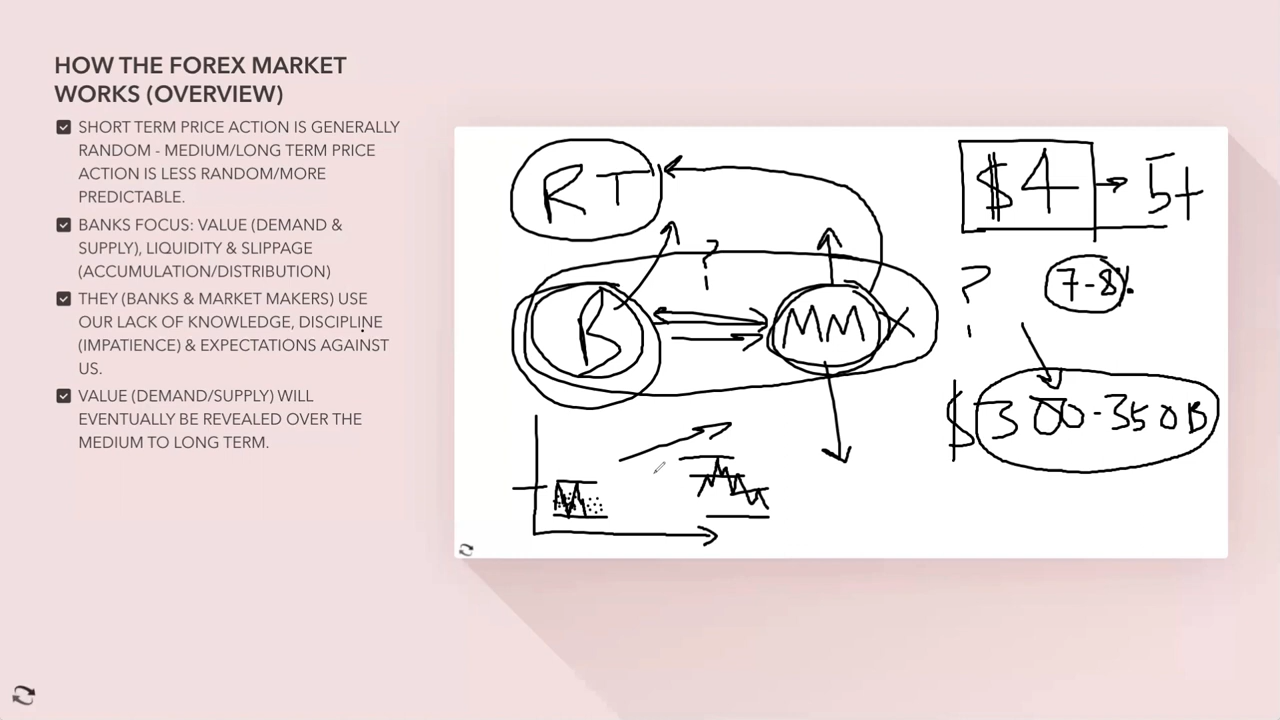 HOW THE FOREX MARKET
WORKS (OVERVIEW)
SHORT TERM PRICE ACTION IS GENERALLY
RANDOM - MEDIUM/LONG TERM PRICE
ACTION IS LESS RANDOM/MORE
PREDICTABLE.
BANKS FOCUS: VALUE (DEMAND &
SUPPLY), LIQUIDITY & SLIPPAGE
(ACCUMULATION/DISTRIBUTION)
THEY (BANKS & MARKET MAKERS) USE
OUR LACK OF KNOWLEDGE, DISCIPLINE
(IMPATIENCE) & EXPECTATIONS AGAINST
US.
VALUE (DEMAND/SUPPLY) WILL
EVENTUALLY BE REVEALED OVER THE
MEDIUM TO LONG TERM.
RT
$4 5+
?
? 7-8%
B MM X
$300-350B